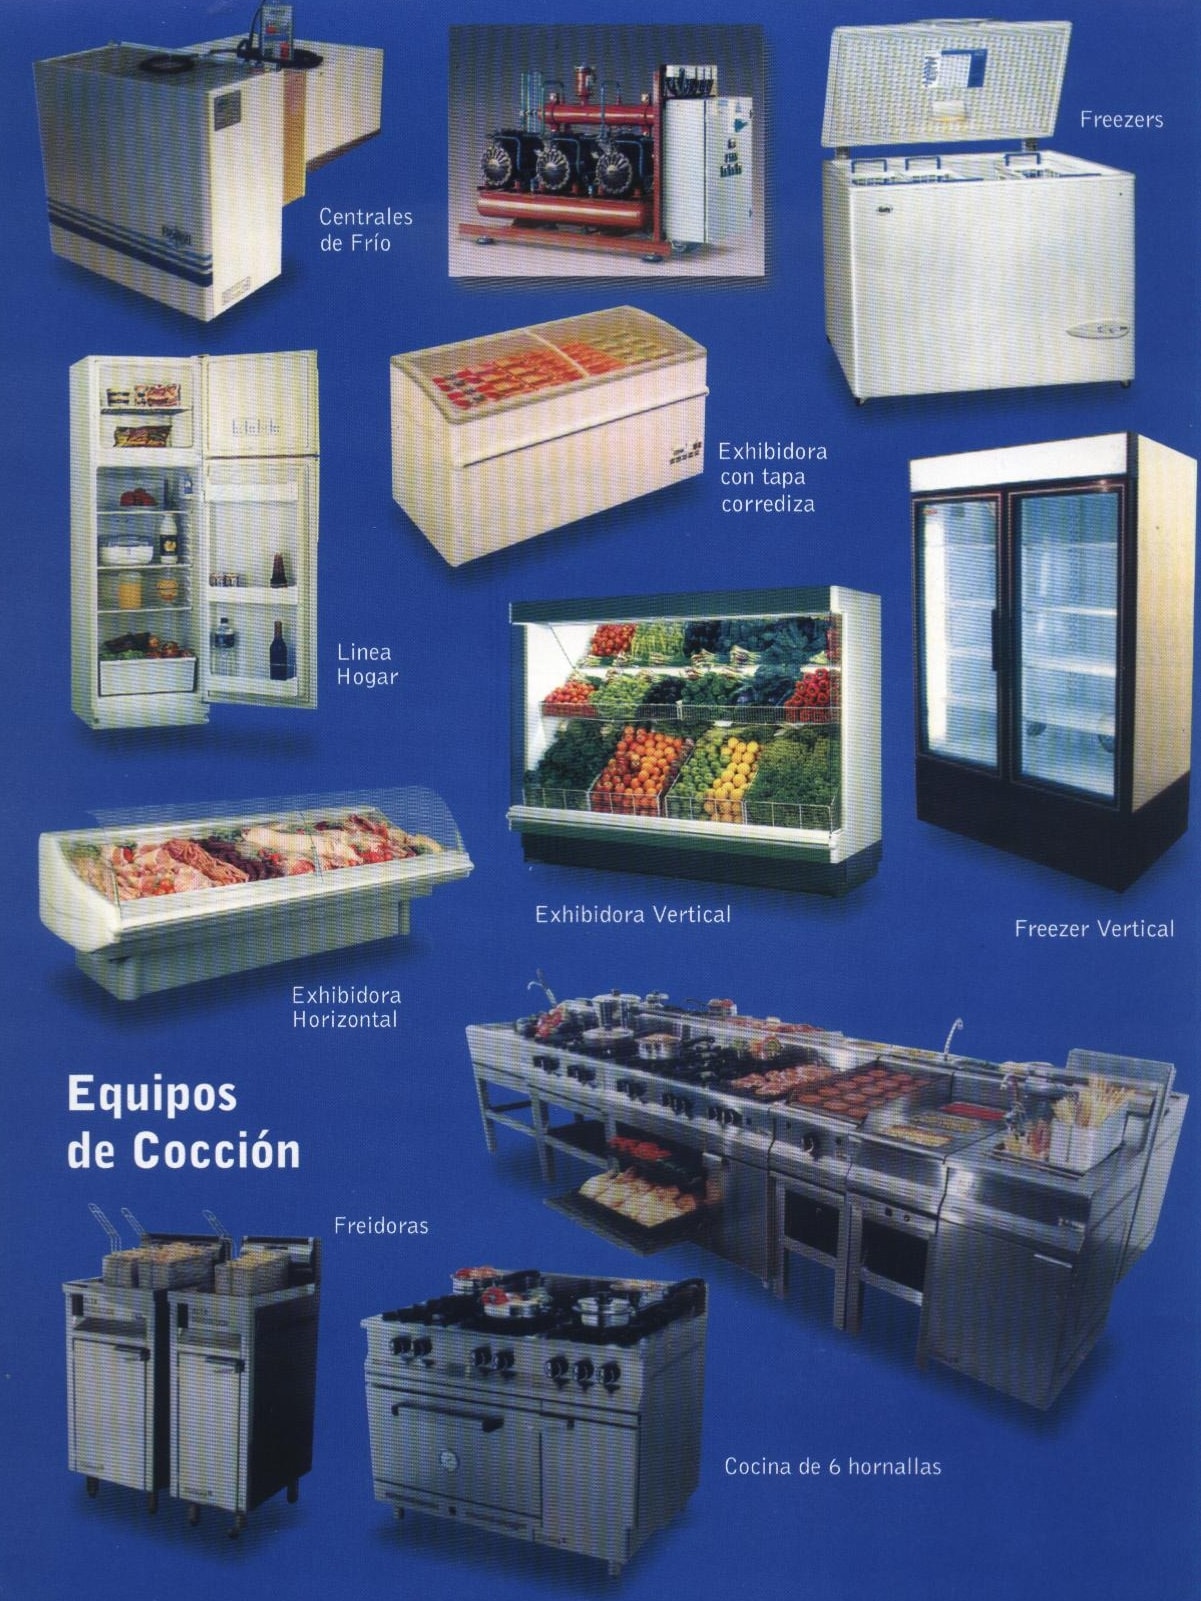 Centrales
de Frío
Freezers
Exhibidora
con tapa
corrediza
Linea
Hogar
Exhibidora Vertical
Freezer Vertical
Exhibidora
Horizontal
Equipos
de Cocción
Freidoras
Cocina de 6 hornallas